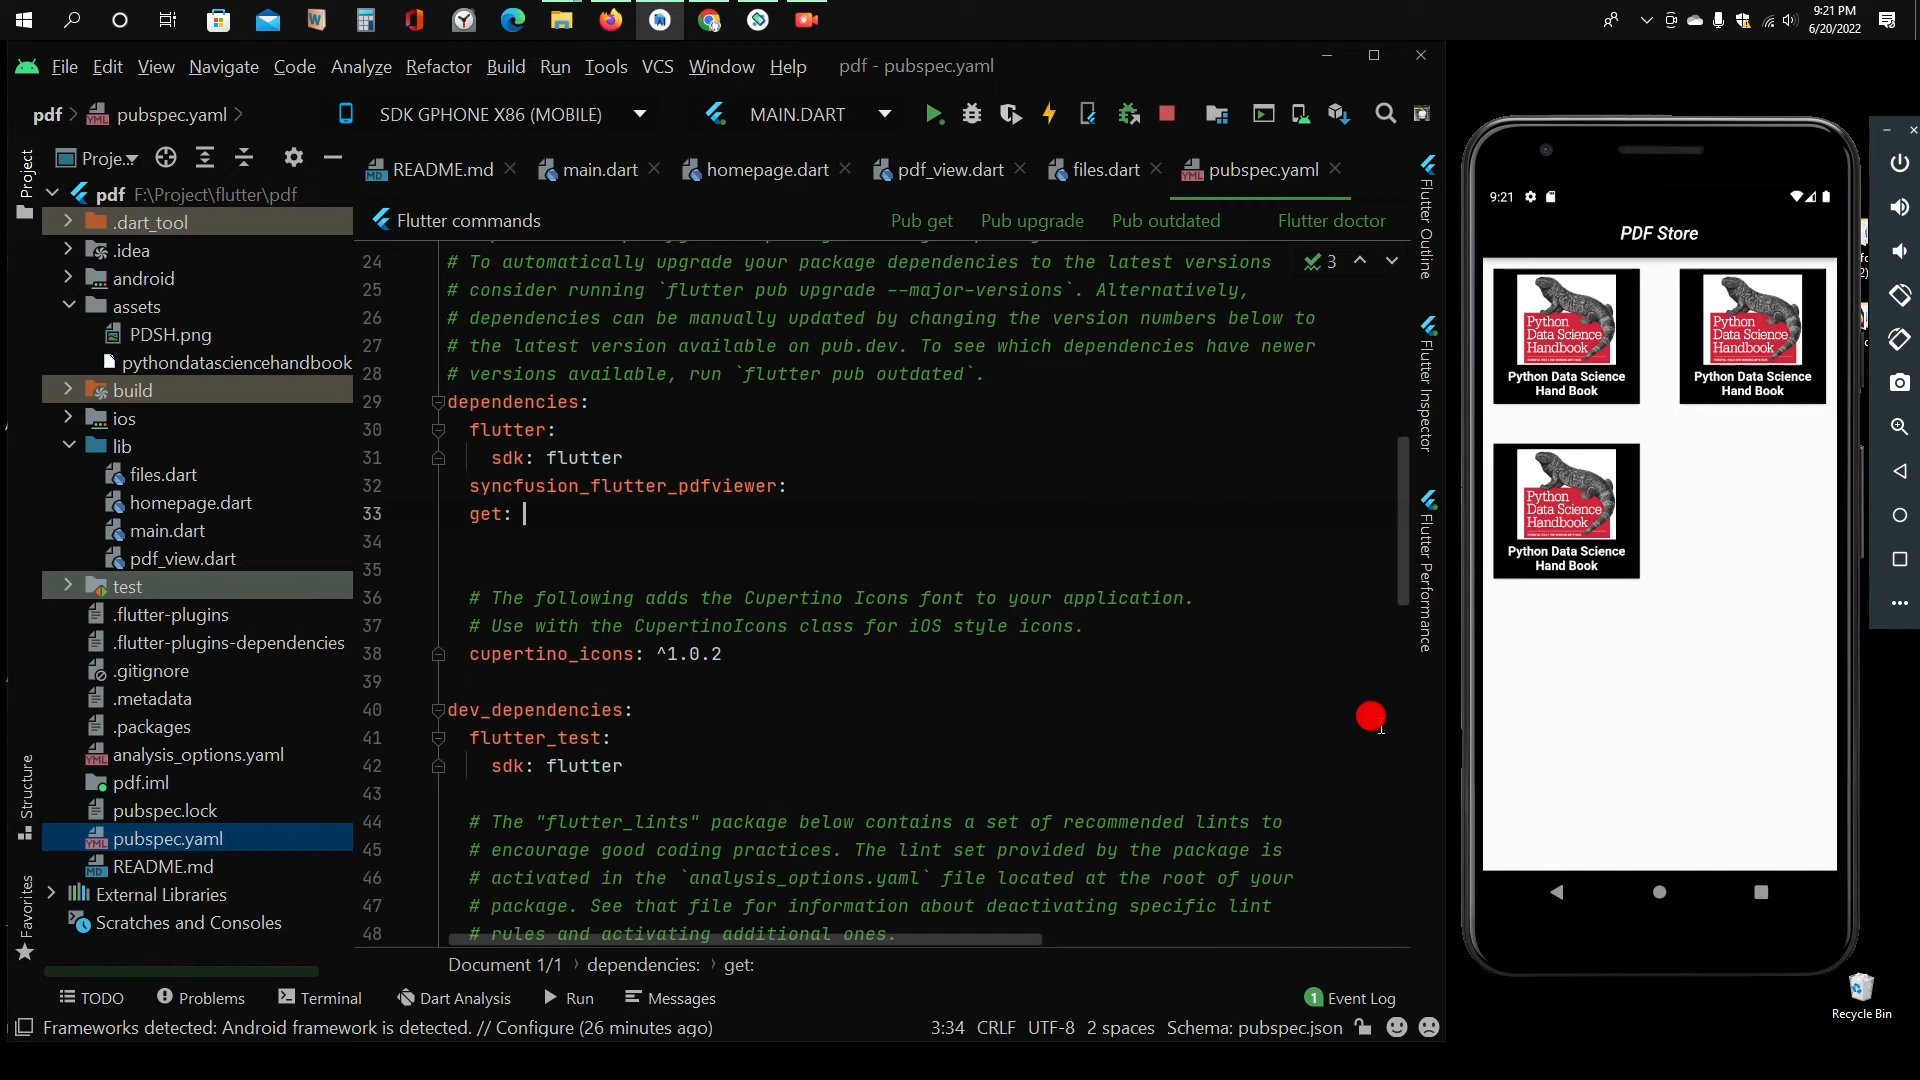 9:21 PM
6/20/2022
File Edit View Navigate Code Analyze Refactor Build Run Tools VCS Window Help pdf - pubspec.yaml
pdf pubspec.yaml SDK GPHONE X86 (MOBILE) MAIN.DART
Project Proje... README.md main.dart homepage.dart pdf_view.dart files.dart pubspec.yaml
pdf F:\Project\flutter\pdf
Flutter commands Pub get Pub upgrade Pub outdated Flutter doctor
.dart_tool
.idea
android
assets
PDSH.png
pythondatasciencehandbook
build
ios
lib
files.dart
homepage.dart
main.dart
pdf_view.dart
test
.flutter-plugins
.flutter-plugins-dependencies
.gitignore
.metadata
.packages
analysis_options.yaml
pdf.iml
pubspec.lock
pubspec.yaml
README.md
External Libraries
Scratches and Consoles
Structure
Favorites
24 # To automatically upgrade your package dependencies to the latest versions 3
25 # consider running `flutter pub upgrade --major-versions`. Alternatively,
26 # dependencies can be manually updated by changing the version numbers below to
27 # the latest version available on pub.dev. To see which dependencies have newer
28 # versions available, run `flutter pub outdated`.
29 dependencies:
30 flutter:
31 sdk: flutter
32 syncfusion_flutter_pdfviewer:
33 get:
34
35
36 # The following adds the Cupertino Icons font to your application.
37 # Use with the CupertinoIcons class for iOS style icons.
38 cupertino_icons: ^1.0.2
39
40 dev_dependencies:
41 flutter_test:
42 sdk: flutter
43
44 # The "flutter_lints" package below contains a set of recommended lints to
45 # encourage good coding practices. The lint set provided by the package is
46 # activated in the `analysis_options.yaml` file located at the root of your
47 # package. See that file for information about deactivating specific lint
48 # rules and activating additional ones.
Document 1/1 dependencies: get:
TODO Problems Terminal Dart Analysis Run Messages 1 Event Log
Frameworks detected: Android framework is detected. // Configure (26 minutes ago) 3:34 CRLF UTF-8 2 spaces Schema: pubspec.json
Flutter Outline
Flutter Inspector
Flutter Performance
9:21
PDF Store
Python
Data Science
Handbook
Python Data Science
Hand Book
Python
Data Science
Handbook
Python Data Science
Hand Book
Python
Data Science
Handbook
Python Data Science
Hand Book
Recycle Bin